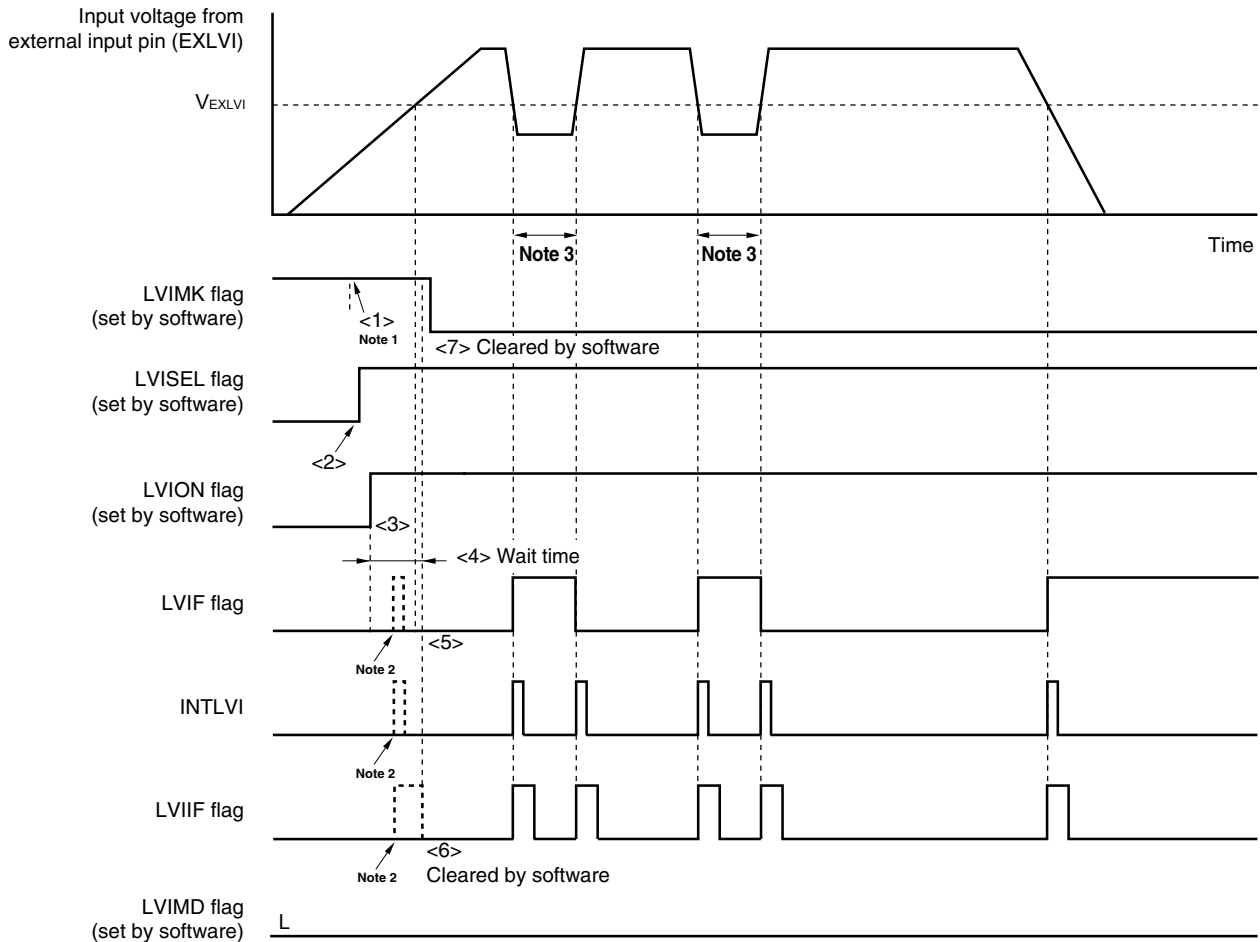 Input voltage from
external input pin (EXLVI)
VEXLVI
Note 3
Note 3
Time
LVIMK flag
(set by software)
<1>
Note 1
<7> Cleared by software
LVISEL flag
(set by software)
<2>
LVION flag
(set by software)
<3>
<4> Wait time
LVIF flag
Note 2
<5>
INTLVI
Note 2
LVIIF flag
Note 2
<6>
Cleared by software
LVIMD flag
(set by software)
L